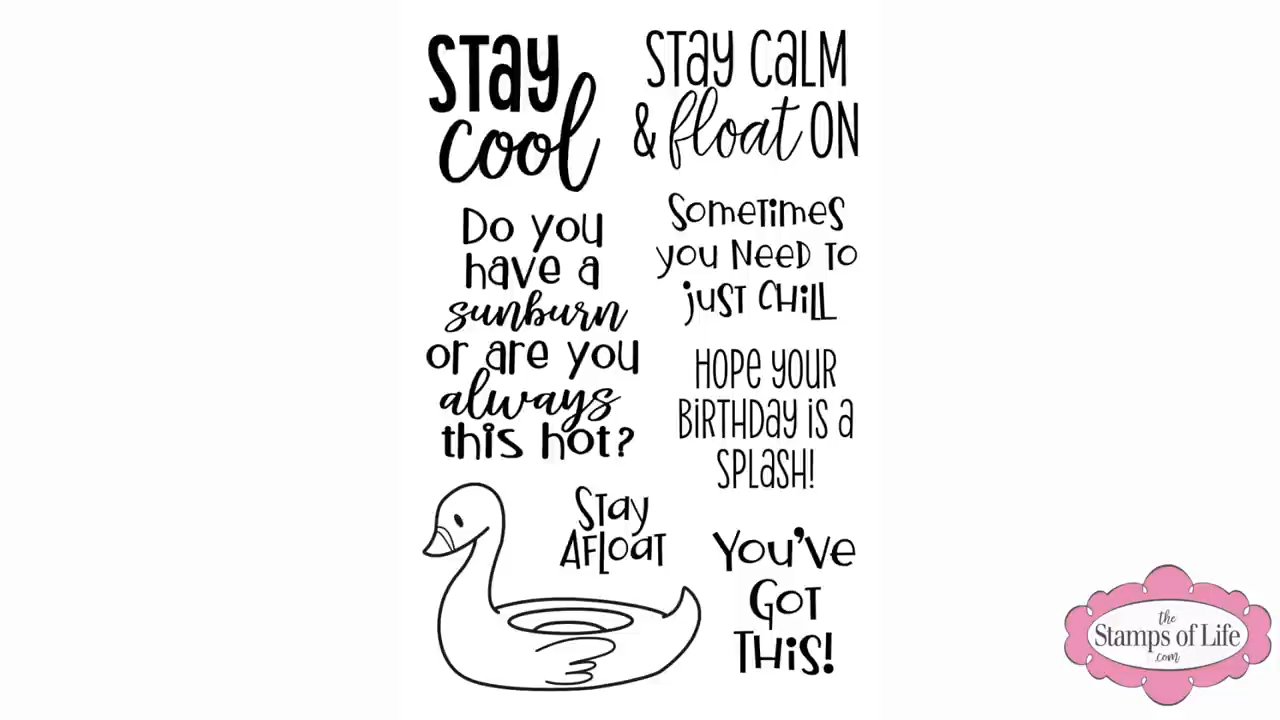 STay
cool
STay CaLM
& float ON
Do you
have a
sunburn
or are you
always
this hot?
SomeTimeS
you NeeD To
jusT CHiLL
HOPe yOUR
BiRTHDay iS a
SPLaSH!
STay
AFLoaT
You've
GoT
THiS!
the
Stamps of Life
.com